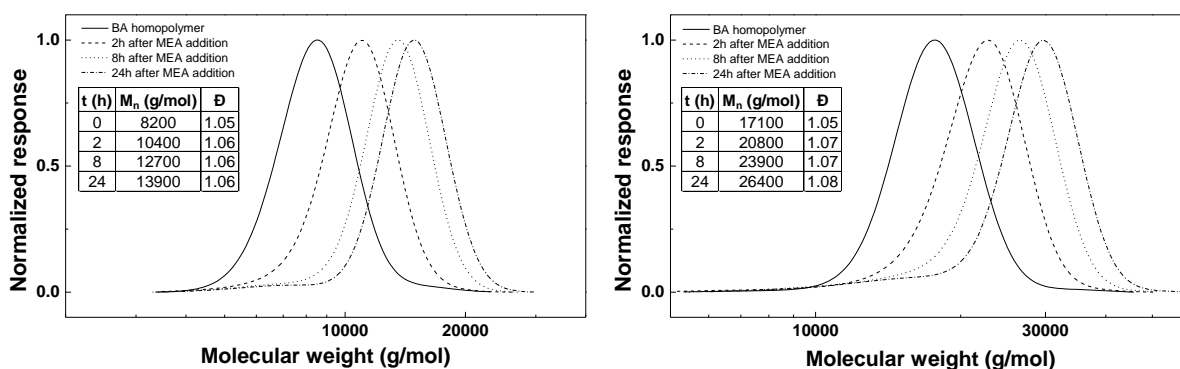 BA homopolymer
2h after MEA addition
8h after MEA addition
24h after MEA addition
t (h) Mn (g/mol) Đ
0 8200 1.05
2 10400 1.06
8 12700 1.06
24 13900 1.06
Normalized response
1.0
0.5
0.0
10000 20000
Molecular weight (g/mol)
BA homopolymer
2h after MEA addition
8h after MEA addition
24h after MEA addition
t (h) Mn (g/mol) Đ
0 17100 1.05
2 20800 1.07
8 23900 1.07
24 26400 1.08
Normalized response
1.0
0.5
0.0
10000 30000
Molecular weight (g/mol)